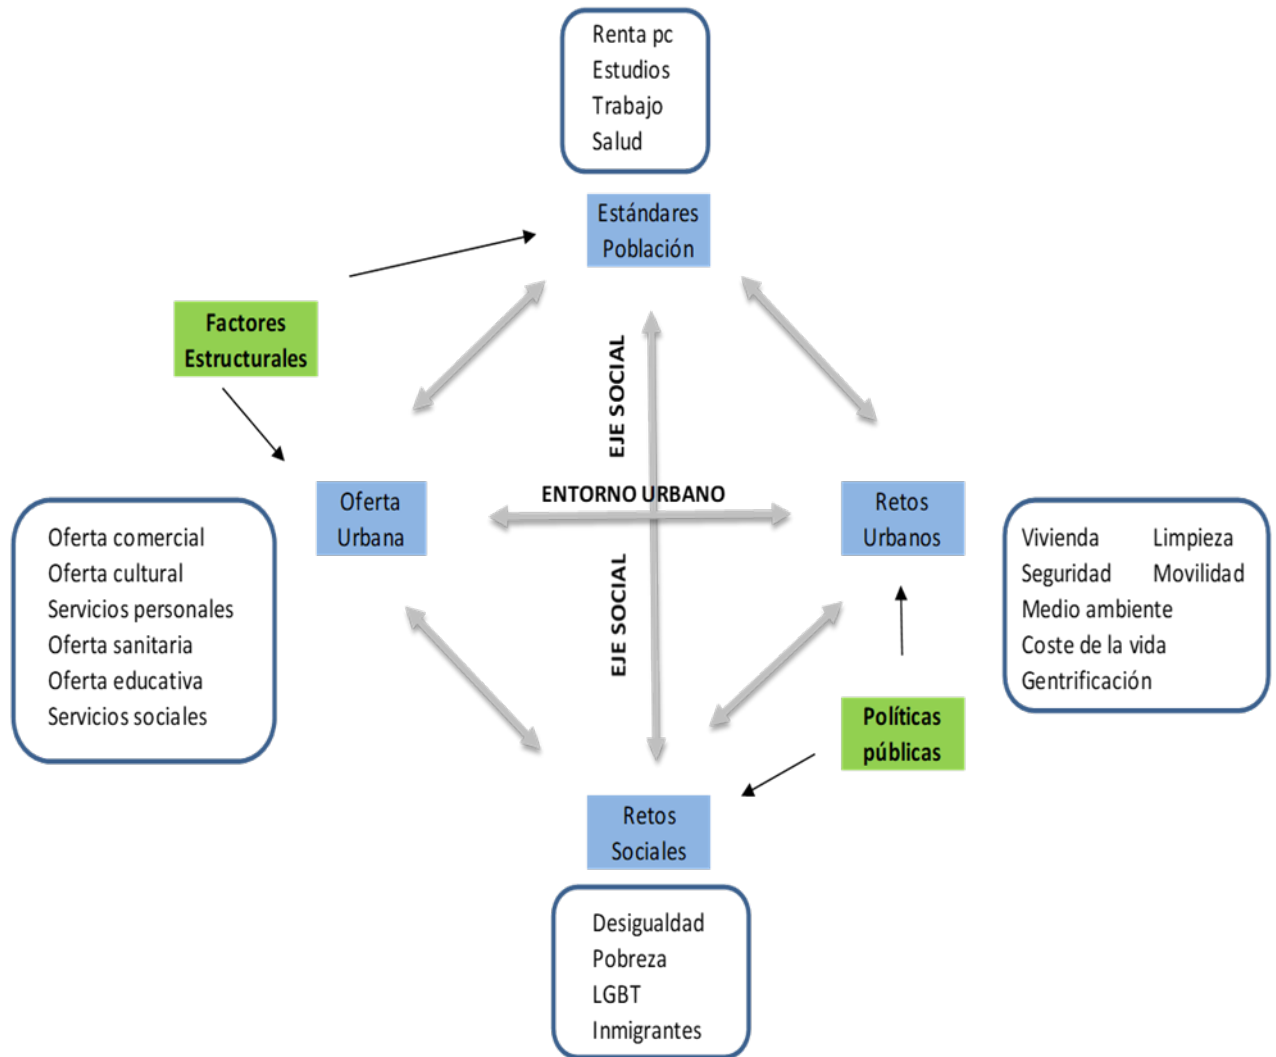 Renta pc
Estudios
Trabajo
Salud
Estándares
Población
Factores
Estructurales
EJE SOCIAL
Oferta
Urbana
ENTORNO URBANO
Retos
Urbanos
Oferta comercial
Oferta cultural
Servicios personales
Oferta sanitaria
Oferta educativa
Servicios sociales
EJE SOCIAL
Vivienda Limpieza
Seguridad Movilidad
Medio ambiente
Coste de la vida
Gentrificación
Políticas
públicas
Retos
Sociales
Desigualdad
Pobreza
LGBT
Inmigrantes